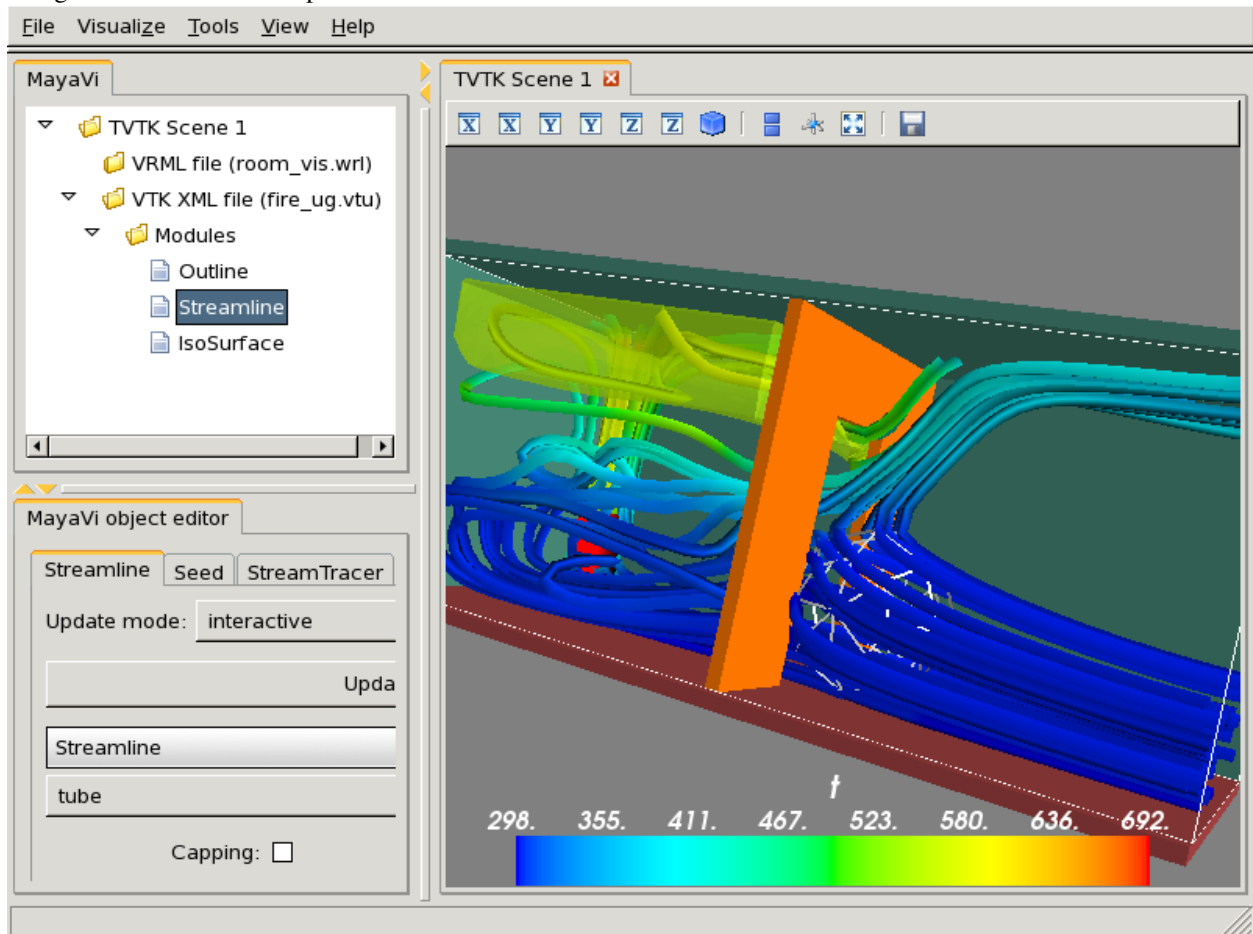 File Visualize Tools View Help
MayaVi
TVTK Scene 1
VRML file (room_vis.wrl)
VTK XML file (fire_ug.vtu)
Modules
Outline
Streamline
IsoSurface
MayaVi object editor
Streamline Seed StreamTracer
Update mode: interactive
Upda
Streamline
tube
Capping:
TVTK Scene 1
X X Y Y Z Z
t
298. 355. 411. 467. 523. 580. 636. 692.